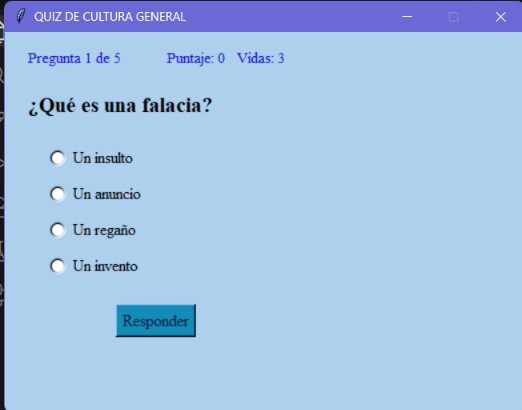 QUIZ DE CULTURA GENERAL
Pregunta 1 de 5 Puntaje: 0 Vidas: 3
¿Qué es una falacia?
Un insulto
Un anuncio
Un regaño
Un invento
Responder